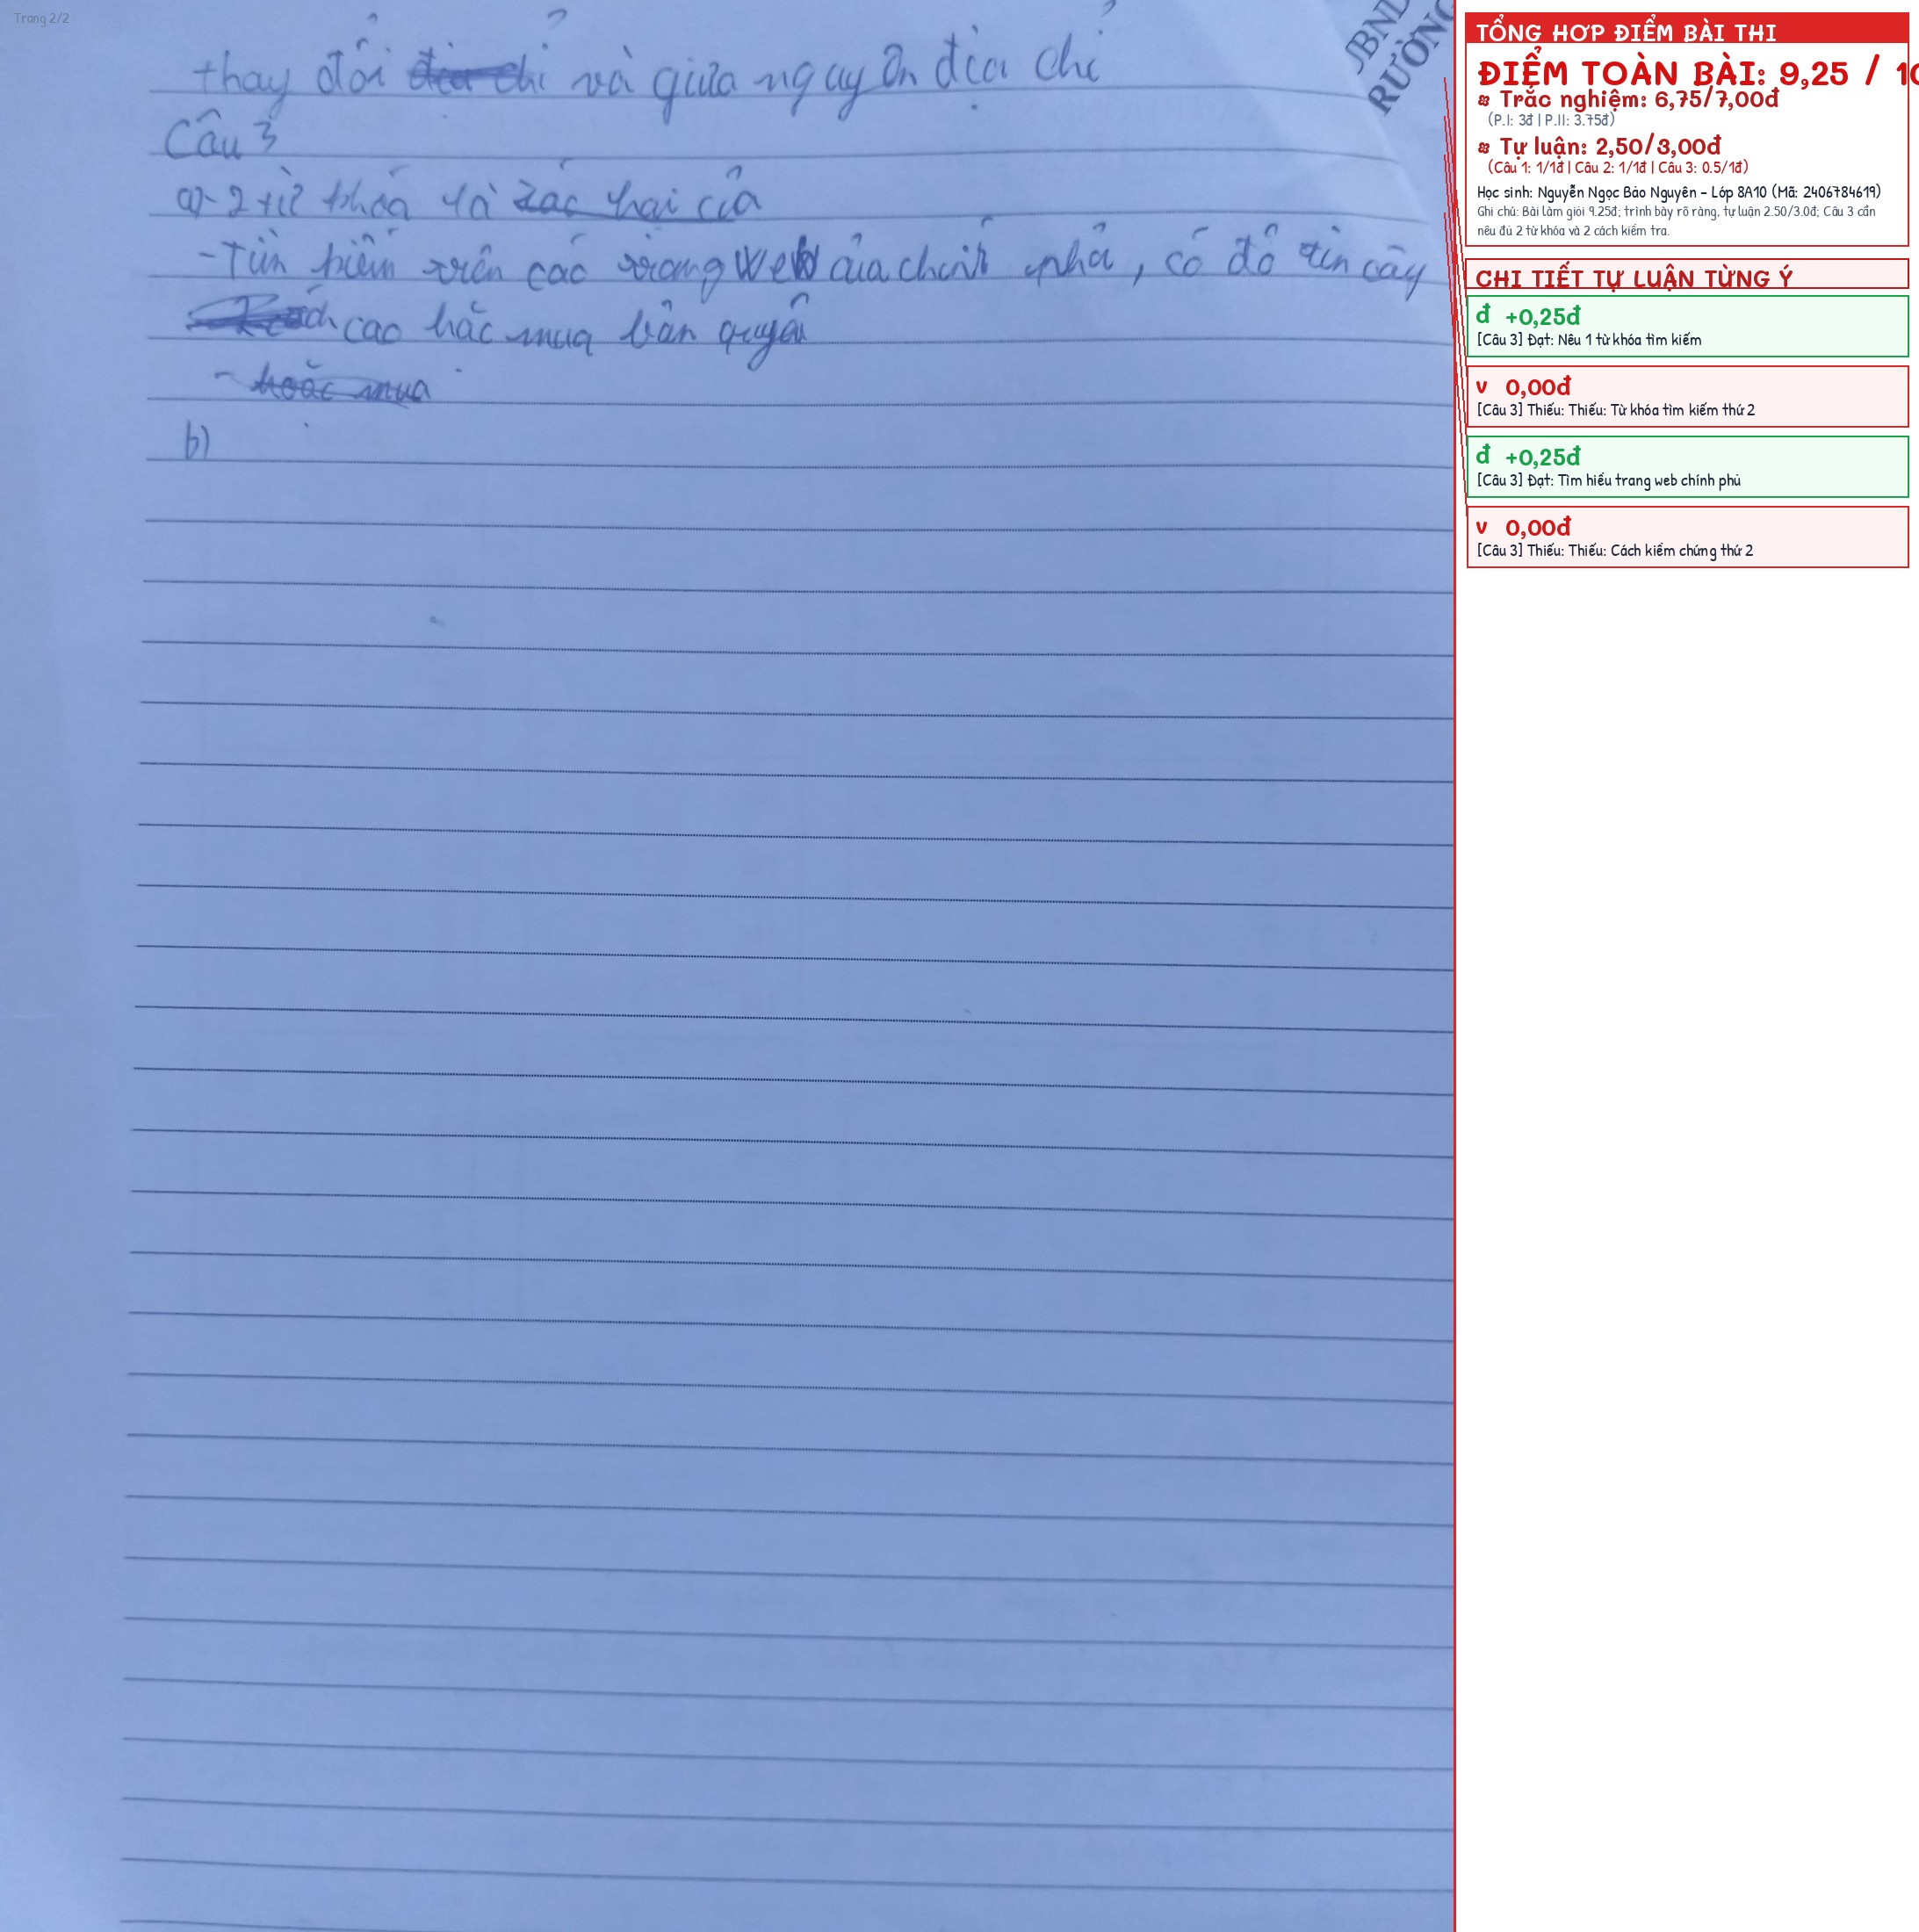 Trang 2/2
thay đổi địa chỉ và giữa nguyên địa chỉ
Câu 3
a)- 2 từ khóa là tác hại của
- Tìm hiểu trên các trang Web của chính phủ, có độ tin cậy
cao hặc mua bản quyền
- hoặc mua
b)
UBND
TRƯỜNG
TỔNG HỢP ĐIỂM BÀI THI
ĐIỂM TOÀN BÀI: 9,25 / 10
Trắc nghiệm: 6,75/7,00đ
(P.I: 3đ | P.II: 3.75đ)
Tự luận: 2,50/3,00đ
(Câu 1: 1/1đ | Câu 2: 1/1đ | Câu 3: 0.5/1đ)
Học sinh: Nguyễn Ngọc Bảo Nguyên - Lớp 8A10 (Mã: 2406784619)
Ghi chú: Bài làm giỏi 9.25đ; trình bày rõ ràng, tự luận 2.50/3.0đ; Câu 3 cần
nêu đủ 2 từ khóa và 2 cách kiểm tra.
CHI TIẾT TỰ LUẬN TỪNG Ý
đ +0,25đ
[Câu 3] Đạt: Nêu 1 từ khóa tìm kiếm
v 0,00đ
[Câu 3] Thiếu: Thiếu: Từ khóa tìm kiếm thứ 2
đ +0,25đ
[Câu 3] Đạt: Tìm hiểu trang web chính phủ
v 0,00đ
[Câu 3] Thiếu: Thiếu: Cách kiểm chứng thứ 2